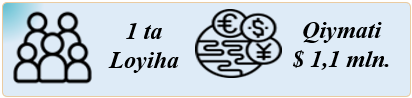 1 ta
Loyiha
Qiymati
$ 1,1 mln.